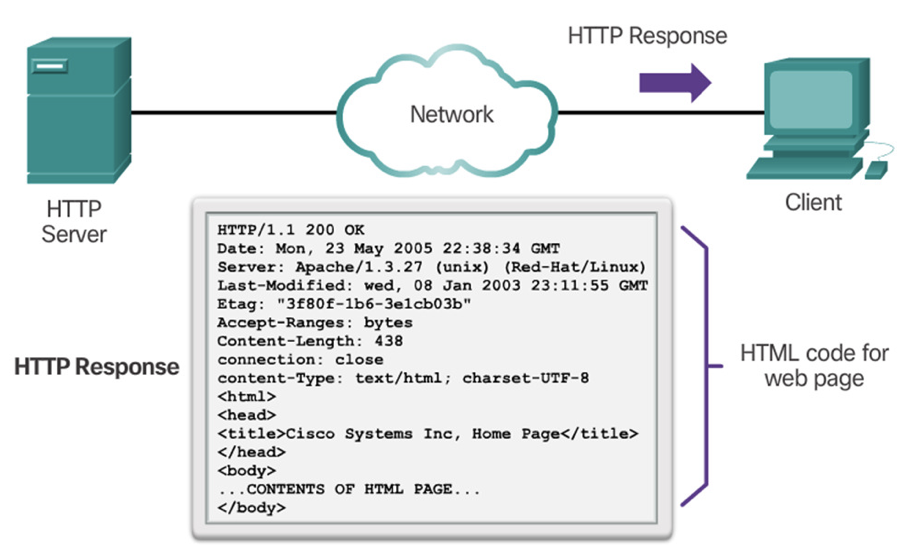 HTTP Response
Network
HTTP
Server
Client
HTTP Response
HTTP/1.1 200 OK
Date: Mon, 23 May 2005 22:38:34 GMT
Server: Apache/1.3.27 (unix) (Red-Hat/Linux)
Last-Modified: wed, 08 Jan 2003 23:11:55 GMT
Etag: "3f80f-1b6-3e1cb03b"
Accept-Ranges: bytes
Content-Length: 438
connection: close
content-Type: text/html; charset-UTF-8
<html>
<head>
<title>Cisco Systems Inc, Home Page</title>
</head>
<body>
...CONTENTS OF HTML PAGE...
</body>
HTML code for
web page